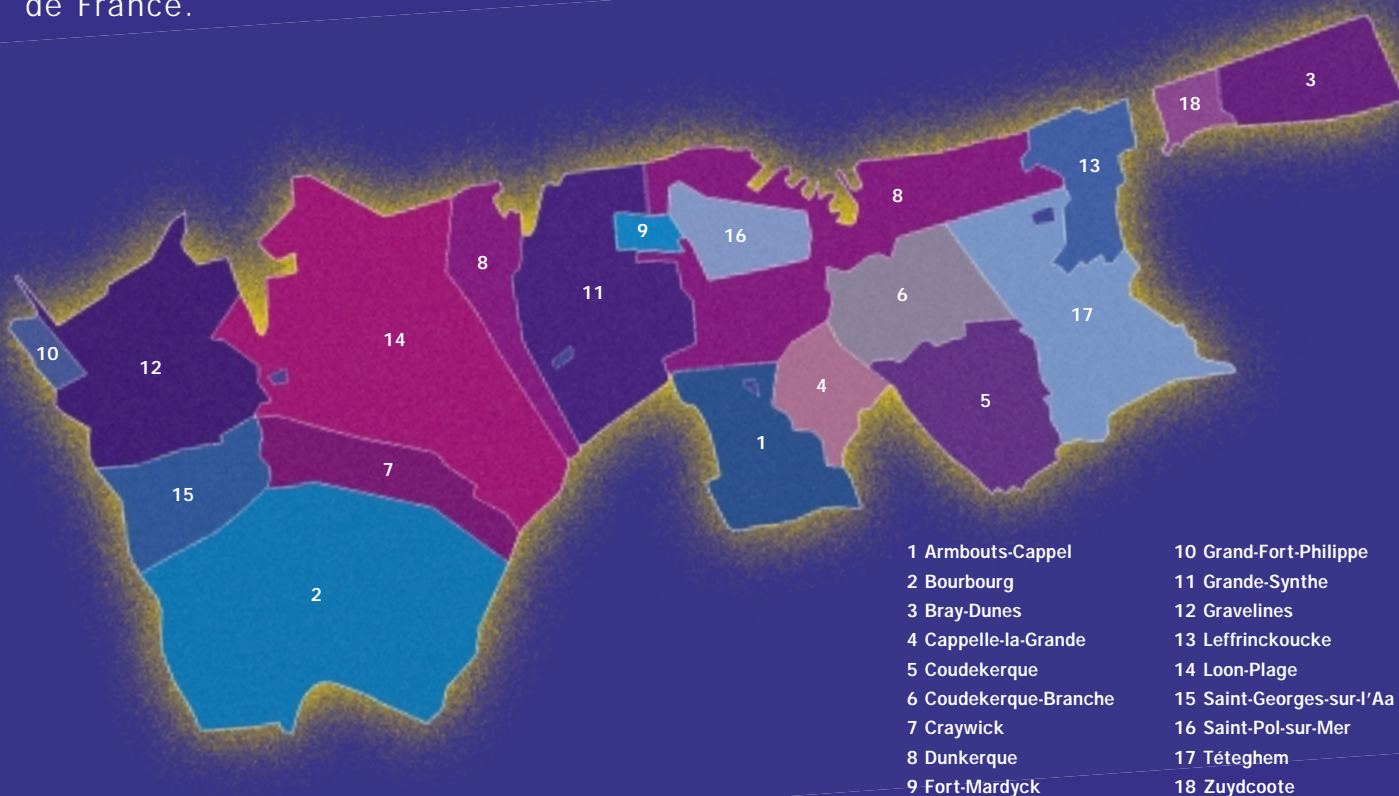 de France.
3
18
13
8
9
16
8
11
6
17
10
12
14
4
5
1
7
15
2
1 Armbouts-Cappel
2 Bourbourg
3 Bray-Dunes
4 Cappelle-la-Grande
5 Coudekerque
6 Coudekerque-Branche
7 Craywick
8 Dunkerque
9 Fort-Mardyck
10 Grand-Fort-Philippe
11 Grande-Synthe
12 Gravelines
13 Leffrinckoucke
14 Loon-Plage
15 Saint-Georges-sur-l'Aa
16 Saint-Pol-sur-Mer
17 Téteghem
18 Zuydcoote